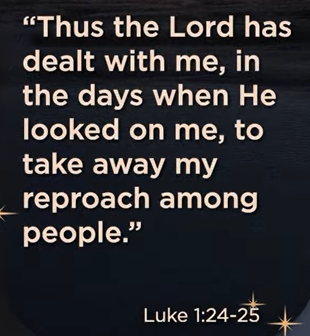 “Thus the Lord has
dealt with me, in
the days when He
looked on me, to
take away my
reproach among
people.”
Luke 1:24-25